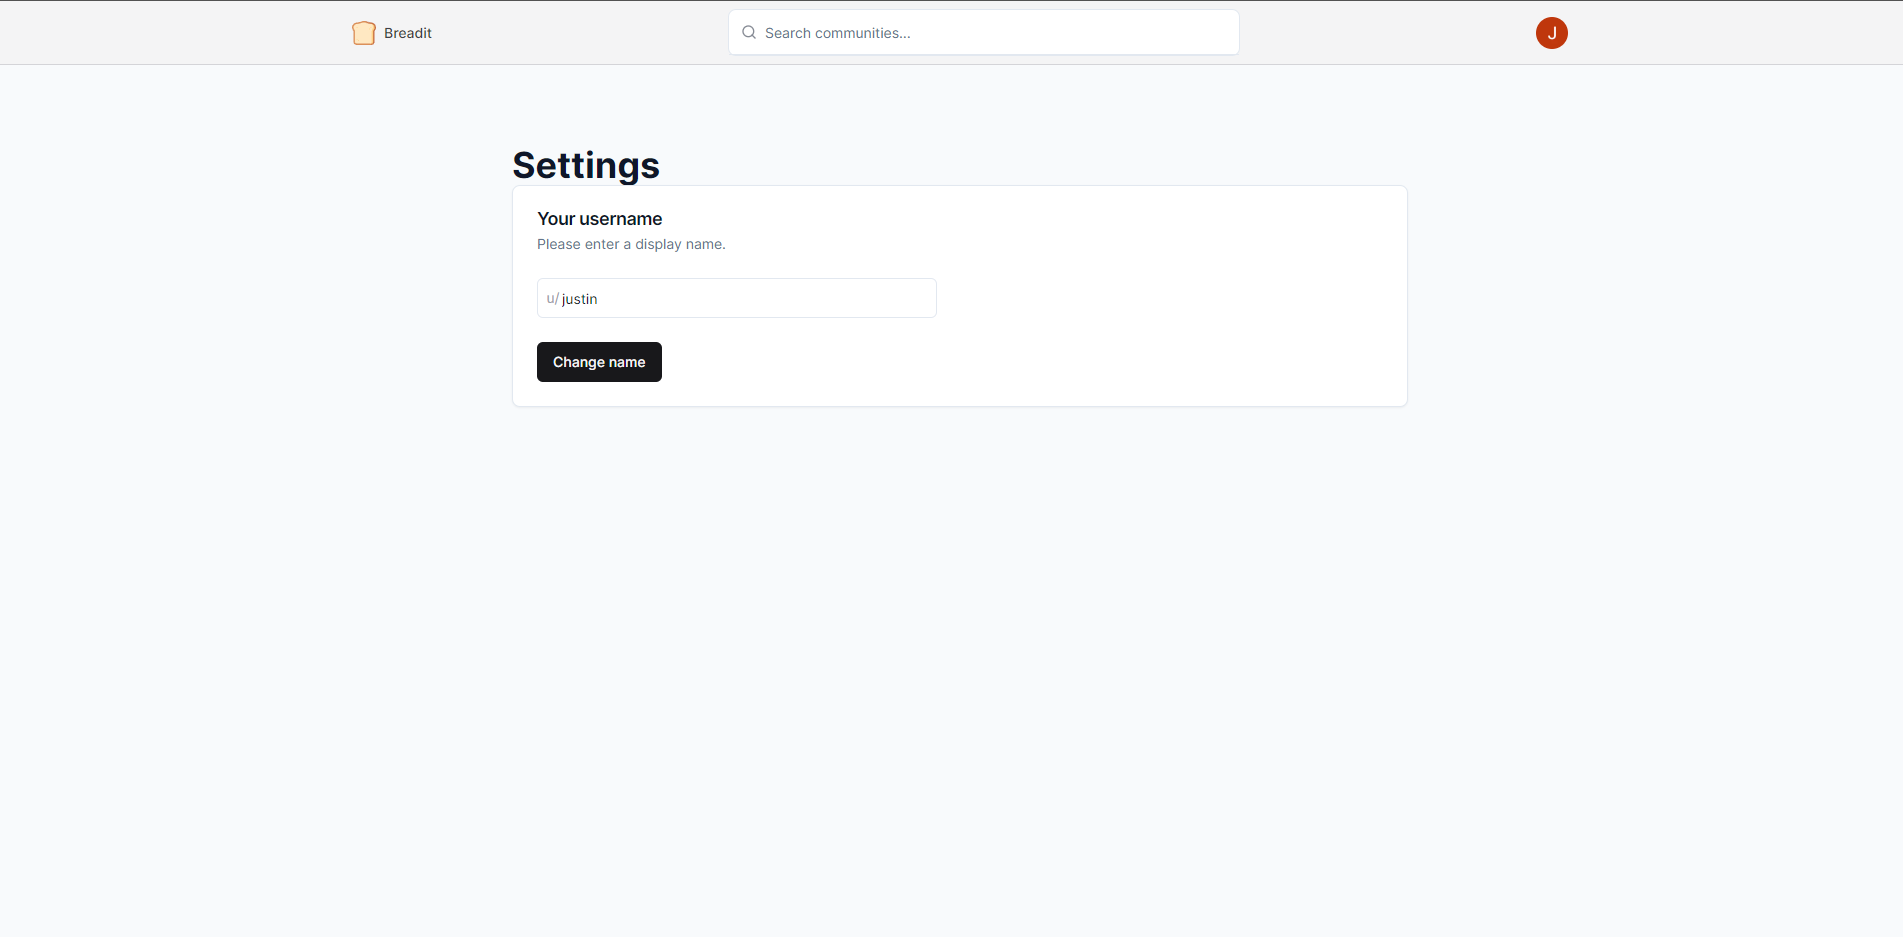 Breadit
Search communities...
J
Settings
Your username
Please enter a display name.
u/ justin
Change name